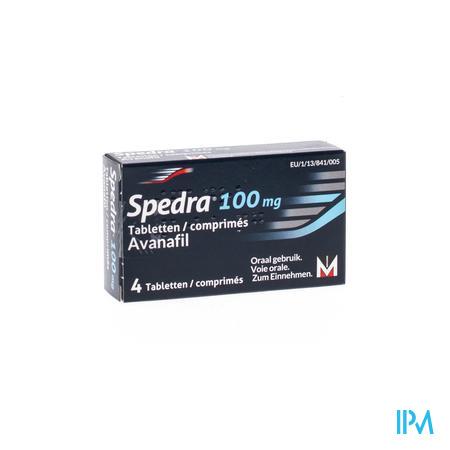 EU/1/13/841/005
Spedra® 100 mg
Tabletten / comprimés
Avanafil
4 Tabletten / comprimés
Oraal gebruik.
Voie orale.
Zum Einnehmen.
M
Spedra 100 mg
IPM